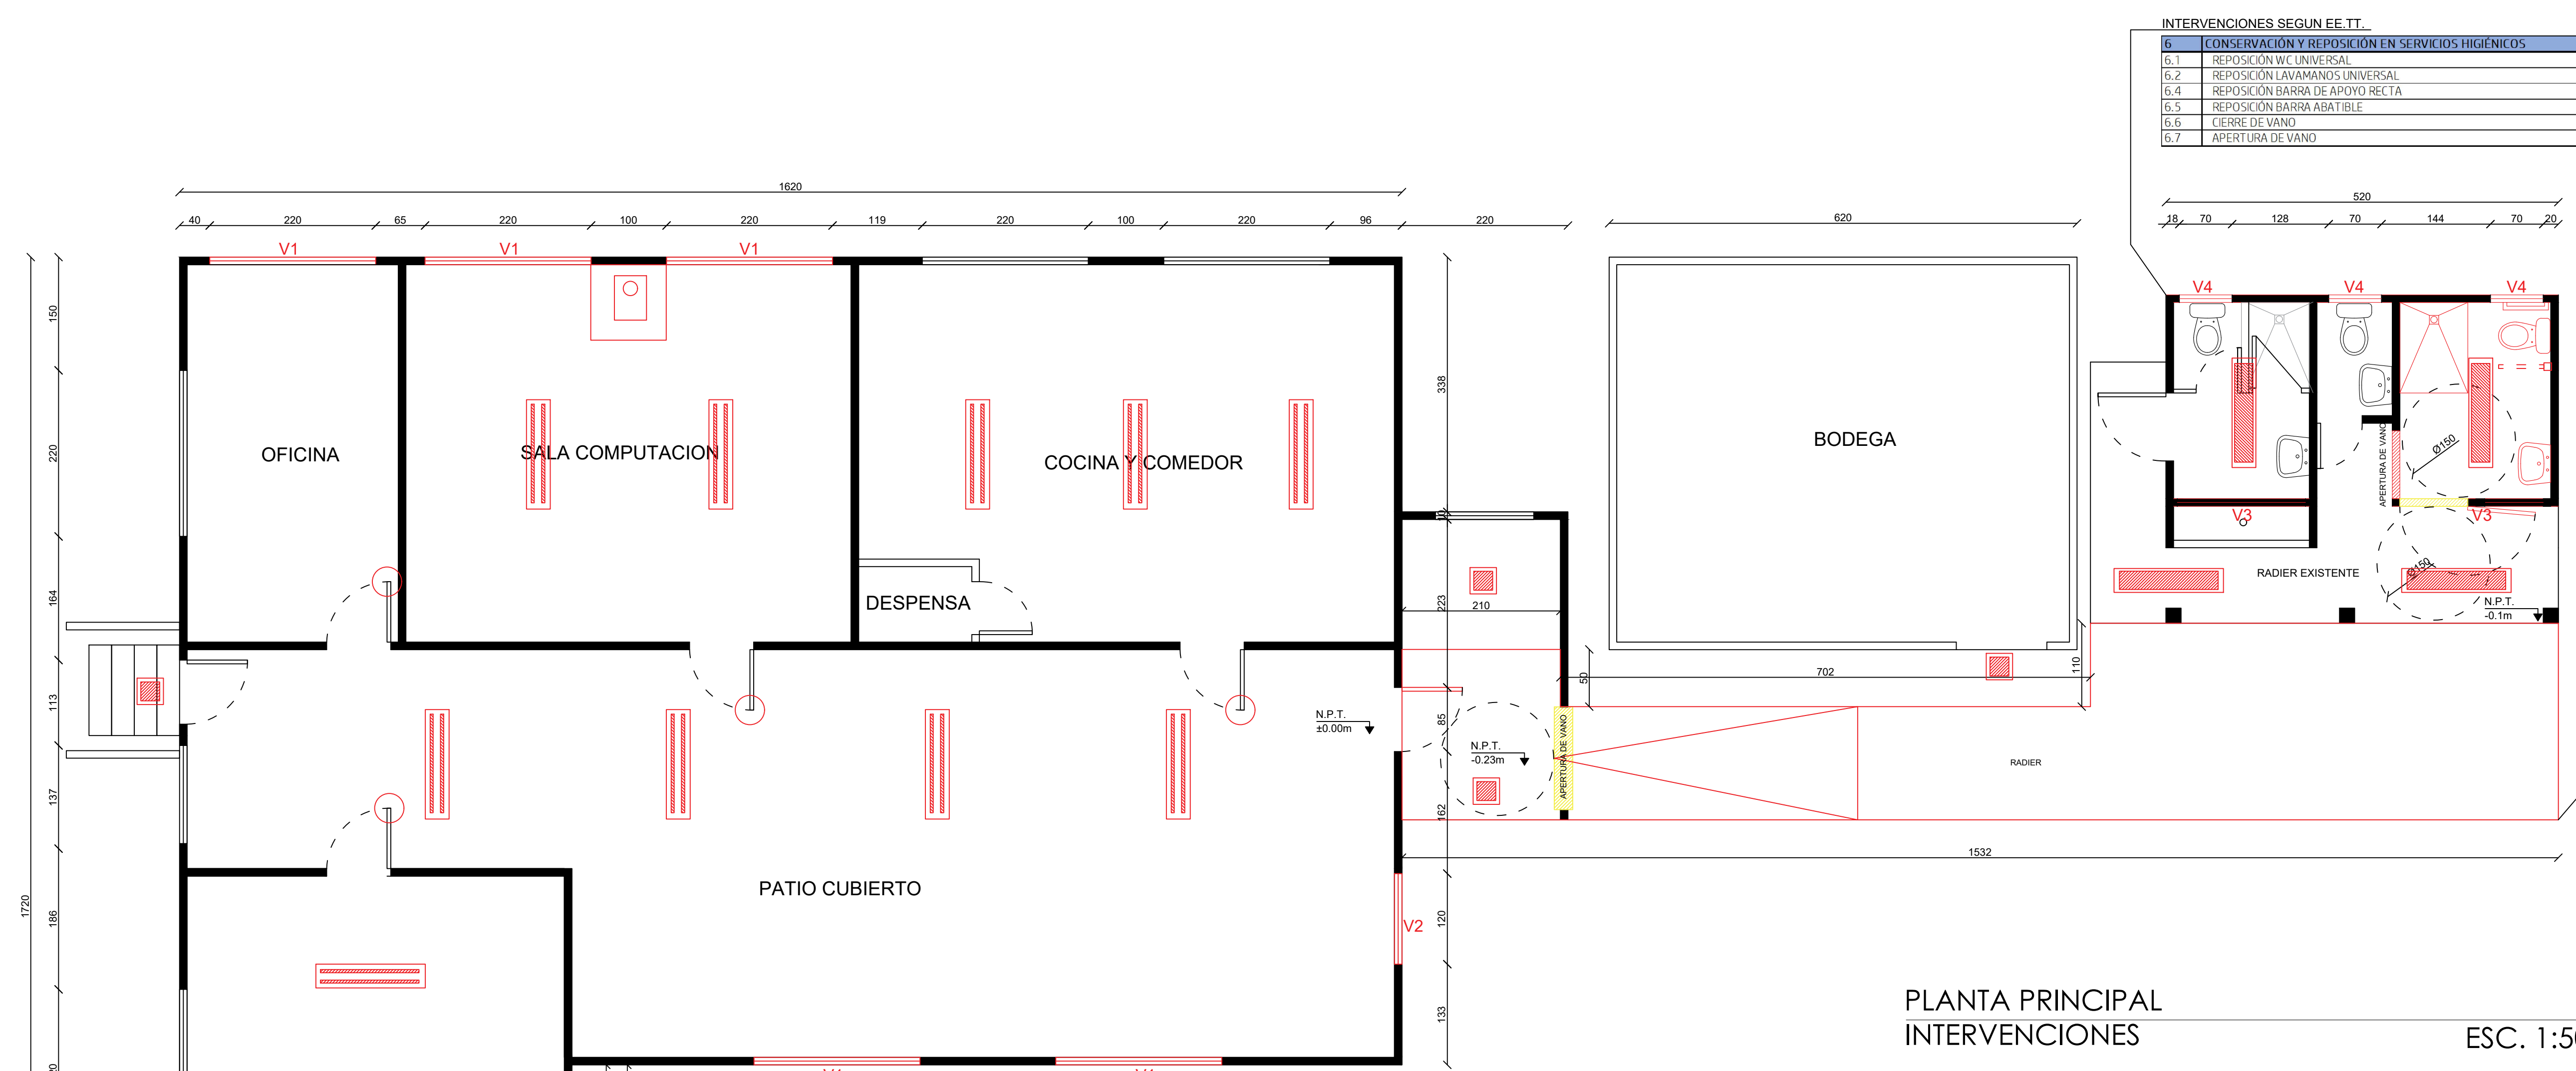 INTERVENCIONES SEGUN EE.TT.
6 CONSERVACIÓN Y REPOSICIÓN EN SERVICIOS HIGIÉNICOS
6.1 REPOSICIÓN WC UNIVERSAL
6.2 REPOSICIÓN LAVAMANOS UNIVERSAL
6.4 REPOSICIÓN BARRA DE APOYO RECTA
6.5 REPOSICIÓN BARRA ABATIBLE
6.6 CIERRE DE VANO
6.7 APERTURA DE VANO
1620
520
40 220 65 220 100 220 119 220 100 220 96 220
620
18 70 128 70 144 70 20
V1 V1 V1
V4 V4 V4
150
220
164
113
137
186
1720
338
223
85
162
120
133
OFICINA
SALA COMPUTACION
COCINA Y COMEDOR
BODEGA
DESPENSA
210
50
702
110
Ø150
APERTURA DE VANO
V3
V3
Ø150
RADIER EXISTENTE
N.P.T.
-0.1m
N.P.T.
±0.00m
N.P.T.
-0.23m
APERTURA DE VANO
RADIER
1532
PATIO CUBIERTO
V2
PLANTA PRINCIPAL
INTERVENCIONES
ESC. 1:5